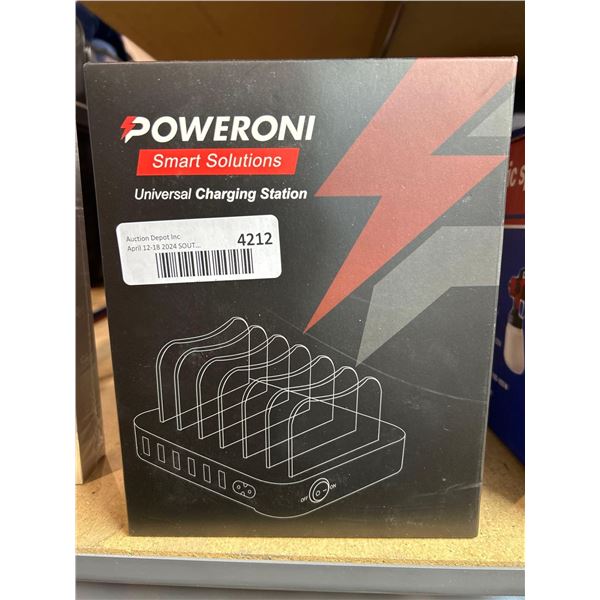 POWERONI
Smart Solutions
Universal Charging Station
Auction Depot Inc
April 12-18 2024 SOUT...
4212
OFF
ON